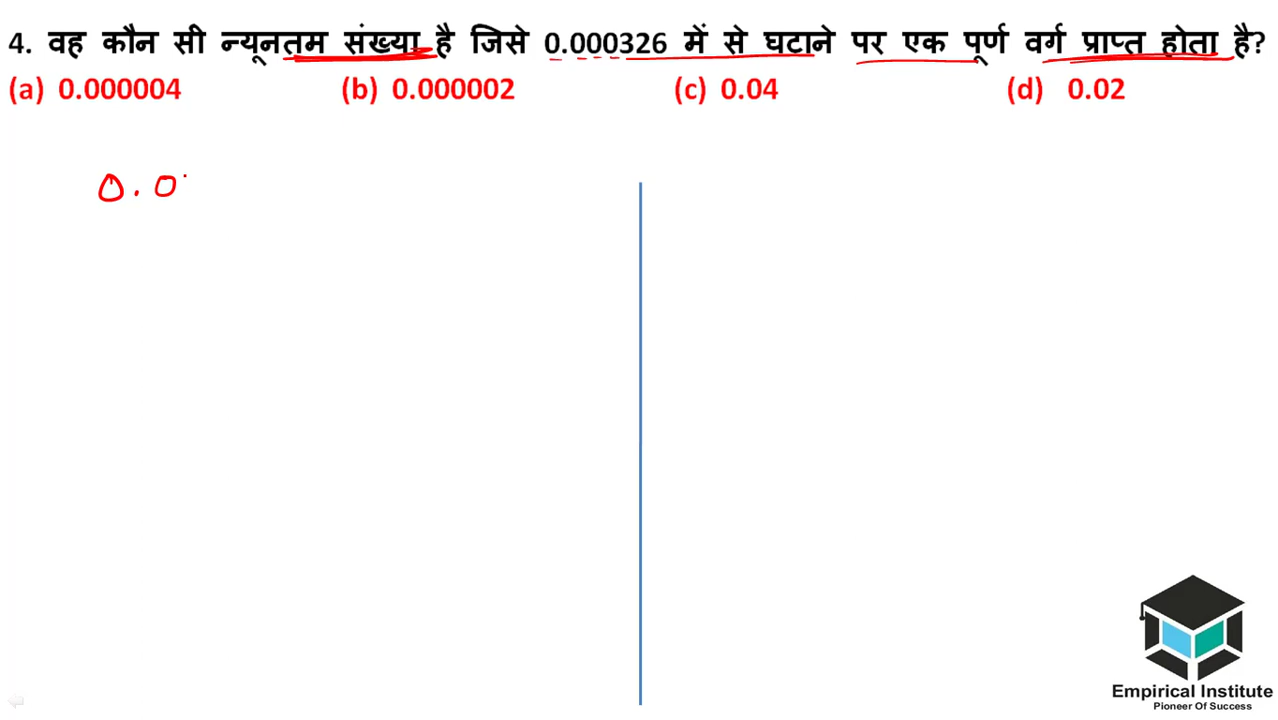 4. वह कौन सी न्यूनतम संख्या है जिसे 0.000326 में से घटाने पर एक पूर्ण वर्ग प्राप्त होता है?
(a) 0.000004 (b) 0.000002 (c) 0.04 (d) 0.02
0.0
Empirical Institute
Pioneer Of Success